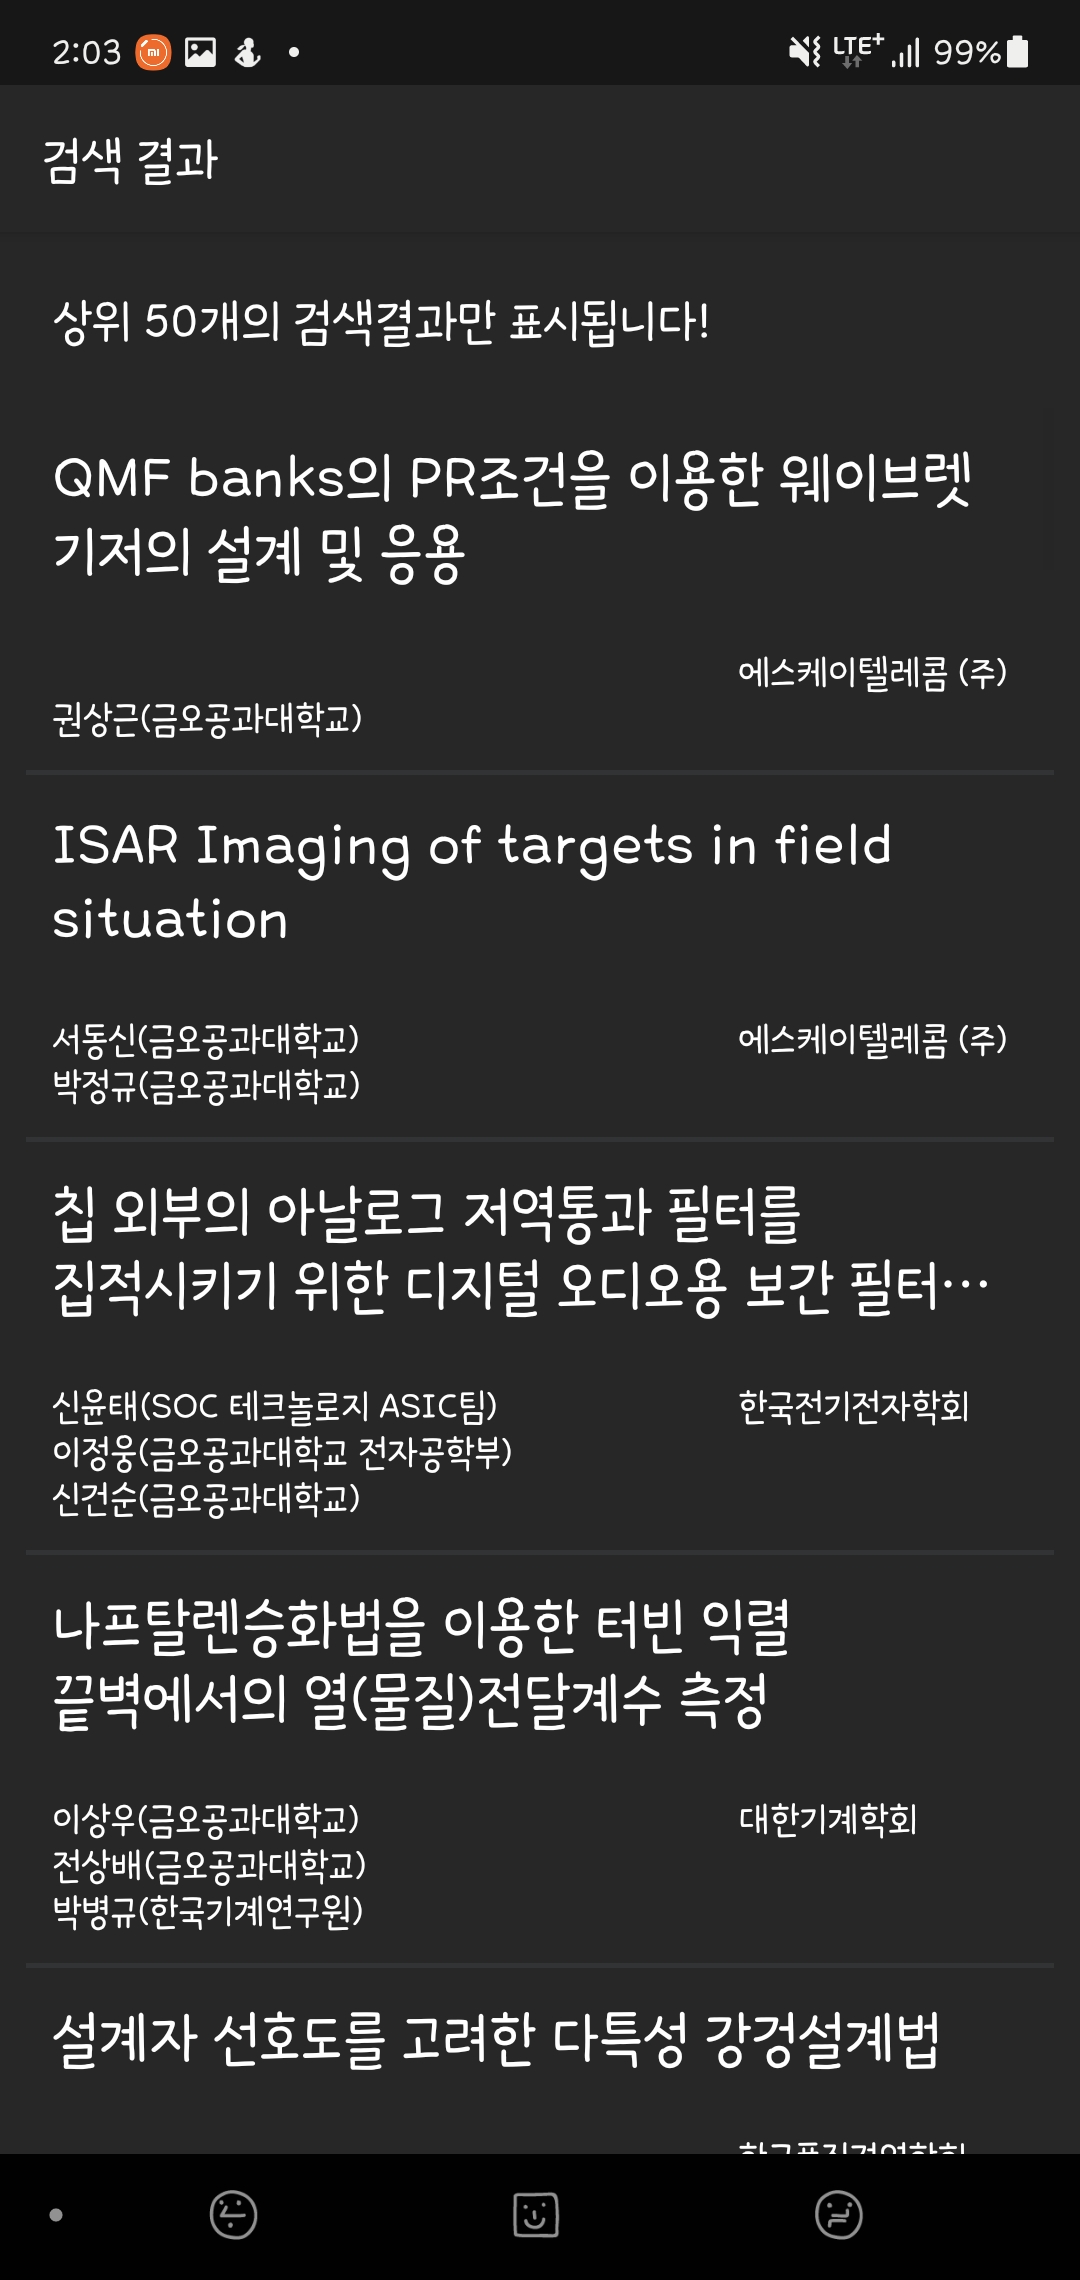 2:03
LTE+ 99%
검색 결과
상위 50개의 검색결과만 표시됩니다!
QMF banks의 PR조건을 이용한 웨이브렛
기저의 설계 및 응용
에스케이텔레콤 (주)
권상근(금오공과대학교)
ISAR Imaging of targets in field
situation
서동신(금오공과대학교) 에스케이텔레콤 (주)
박정규(금오공과대학교)
칩 외부의 아날로그 저역통과 필터를
집적시키기 위한 디지털 오디오용 보간 필터…
신윤태(SOC 테크놀로지 ASIC팀) 한국전기전자학회
이정웅(금오공과대학교 전자공학부)
신건순(금오공과대학교)
나프탈렌승화법을 이용한 터빈 익렬
끝벽에서의 열(물질)전달계수 측정
이상우(금오공과대학교) 대한기계학회
전상배(금오공과대학교)
박병규(한국기계연구원)
설계자 선호도를 고려한 다특성 강건설계법